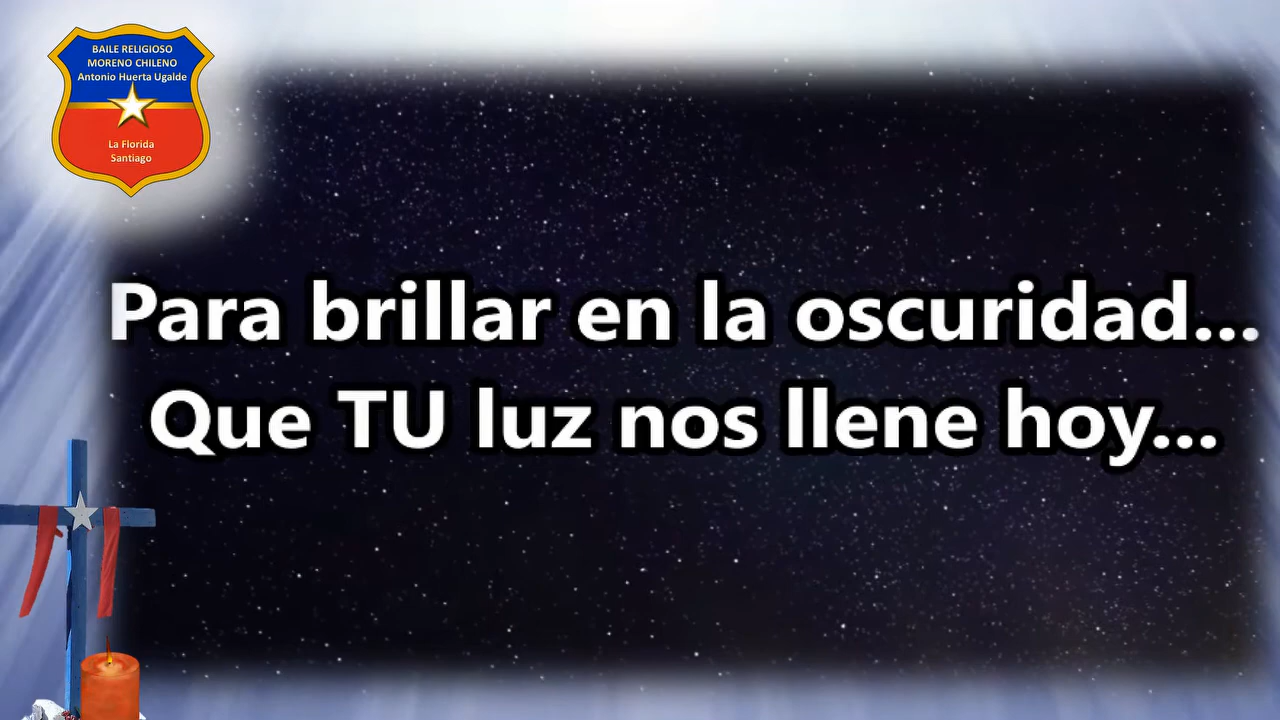 BAILE RELIGIOSO
MORENO CHILENO
Antonio Huerta Ugalde
La Florida
Santiago
Para brillar en la oscuridad...
Que TU luz nos llene hoy...